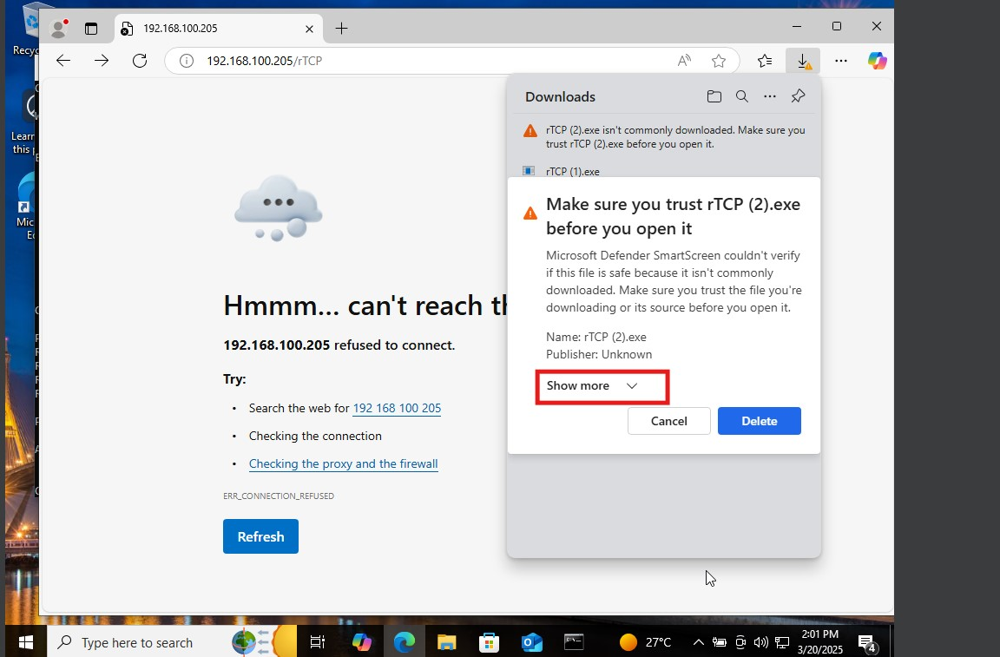 Recyc
Learn
this p
Mic
Ed
192.168.100.205
192.168.100.205/rTCP
Downloads
rTCP (2).exe isn't commonly downloaded. Make sure you
trust rTCP (2).exe before you open it.
rTCP (1).exe
Make sure you trust rTCP (2).exe
before you open it
Microsoft Defender SmartScreen couldn't verify
if this file is safe because it isn't commonly
downloaded. Make sure you trust the file you're
downloading or its source before you open it.
Name: rTCP (2).exe
Publisher: Unknown
Show more
Cancel
Delete
Hmmm… can't reach th
192.168.100.205 refused to connect.
Try:
• Search the web for 192 168 100 205
• Checking the connection
• Checking the proxy and the firewall
ERR_CONNECTION_REFUSED
Refresh
Type here to search
27°C
2:01 PM
3/20/2025
4